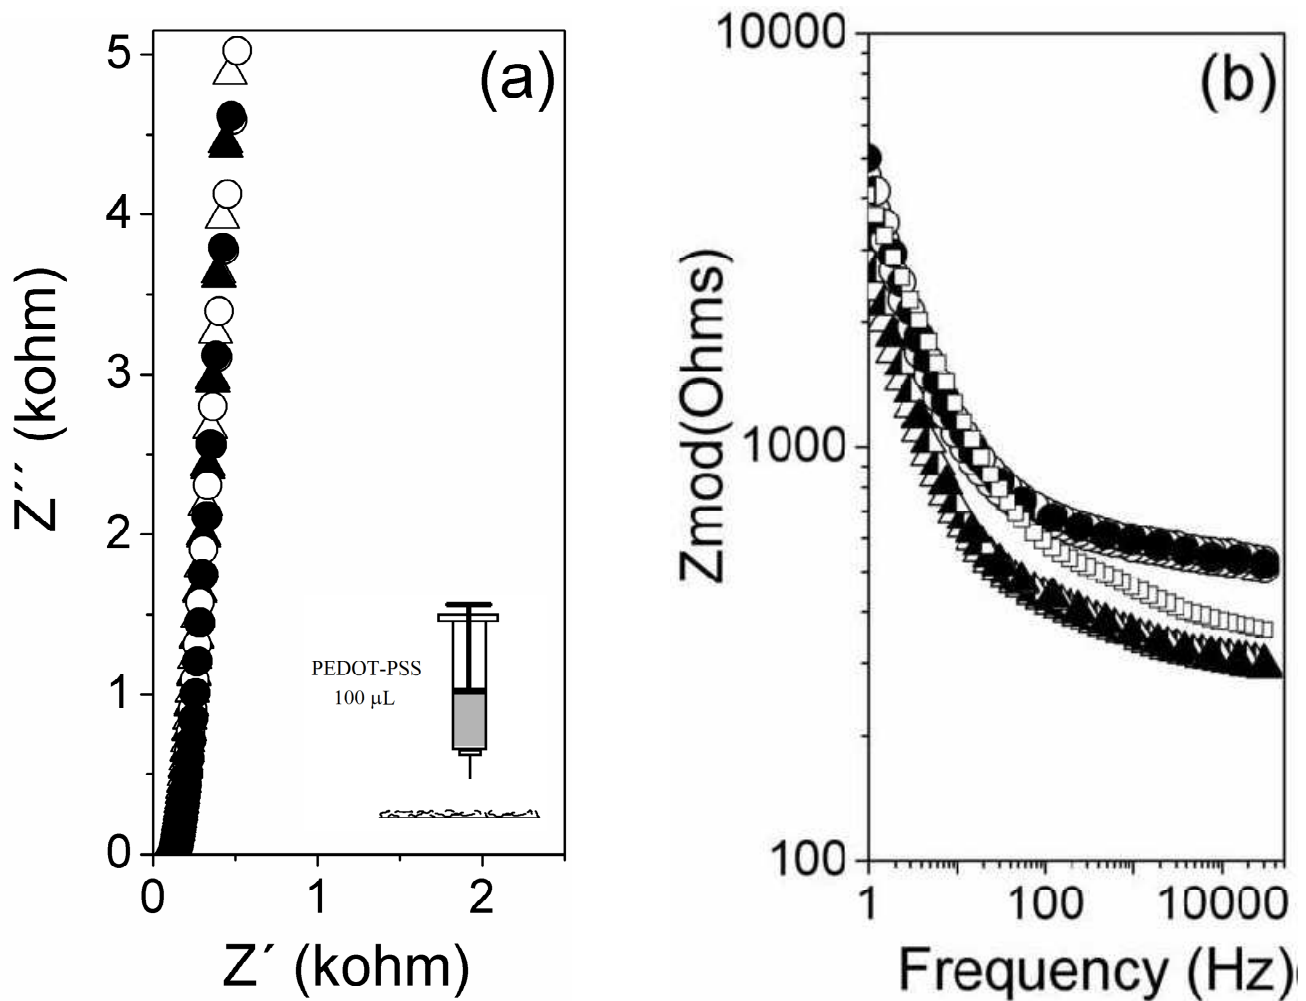 (a)
5
4
3
2
1
0
Z´´ (kohm)
PEDOT-PSS
100 µL
0 1 2
Z´ (kohm)
(b)
10000
1000
100
Zmod(Ohms)
1 100 10000
Frequency (Hz)